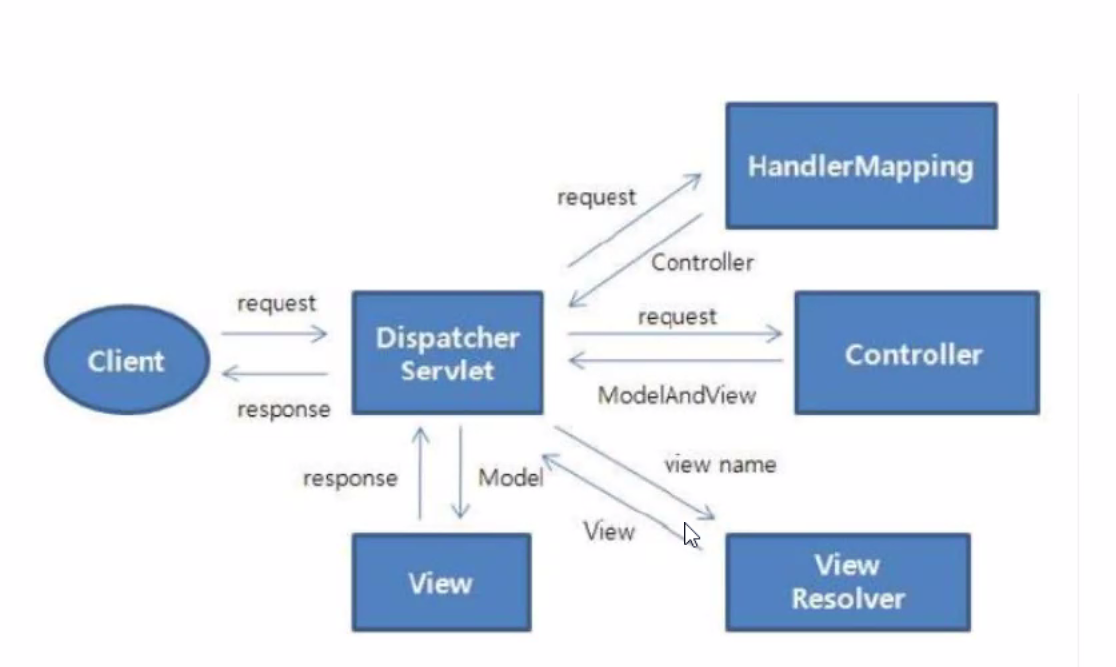 HandlerMapping
request
Controller
request
Dispatcher
Servlet
request
Client
Controller
response
ModelAndView
response
Model
view name
View
View
View
Resolver